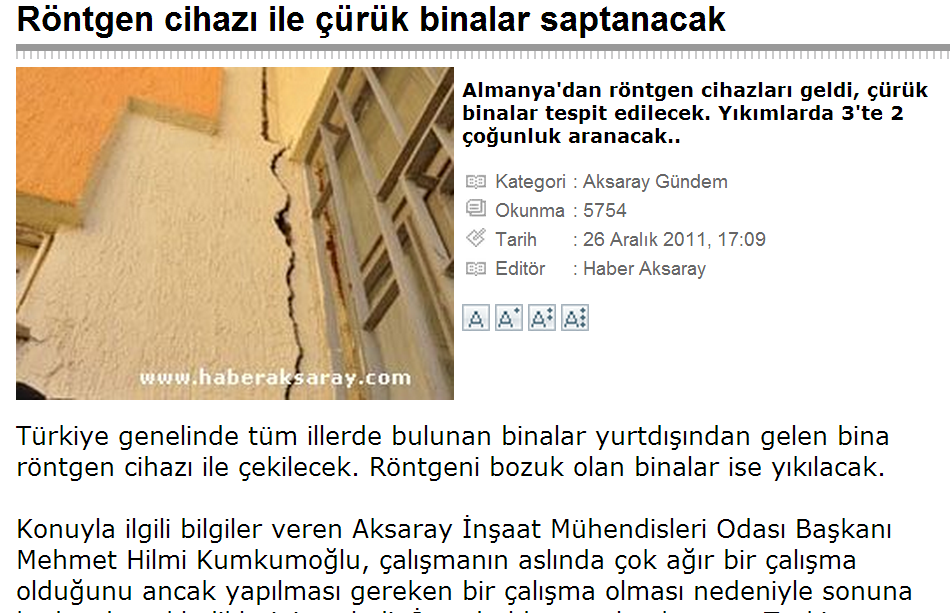 Röntgen cihazı ile çürük binalar saptanacak
Almanya'dan röntgen cihazları geldi, çürük
binalar tespit edilecek. Yıkımlarda 3'te 2
çoğunluk aranacak..
Kategori : Aksaray Gündem
Okunma : 5754
Tarih : 26 Aralık 2011, 17:09
Editör : Haber Aksaray
A A+ A A
www.haberaksaray.com
Türkiye genelinde tüm illerde bulunan binalar yurtdışından gelen bina
röntgen cihazı ile çekilecek. Röntgeni bozuk olan binalar ise yıkılacak.
Konuyla ilgili bilgiler veren Aksaray İnşaat Mühendisleri Odası Başkanı
Mehmet Hilmi Kumkumoğlu, çalışmanın aslında çok ağır bir çalışma
olduğunu ancak yapılması gereken bir çalışma olması nedeniyle sonuna